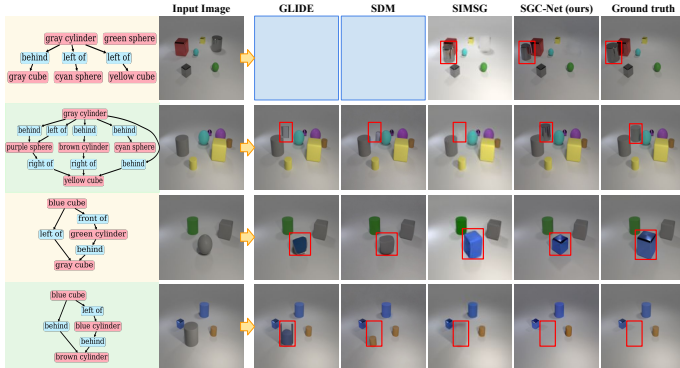 Input Image GLIDE SDM SIMSG SGC-Net (ours) Ground truth
gray cylinder green sphere
behind left of left of
gray cube cyan sphere yellow cube
gray cylinder
behind left of behind behind
purple sphere brown cylinder cyan sphere
right of right of behind
yellow cube
blue cube
front of
left of green cylinder
behind
gray cube
blue cube
left of
behind blue cylinder
behind
brown cylinder